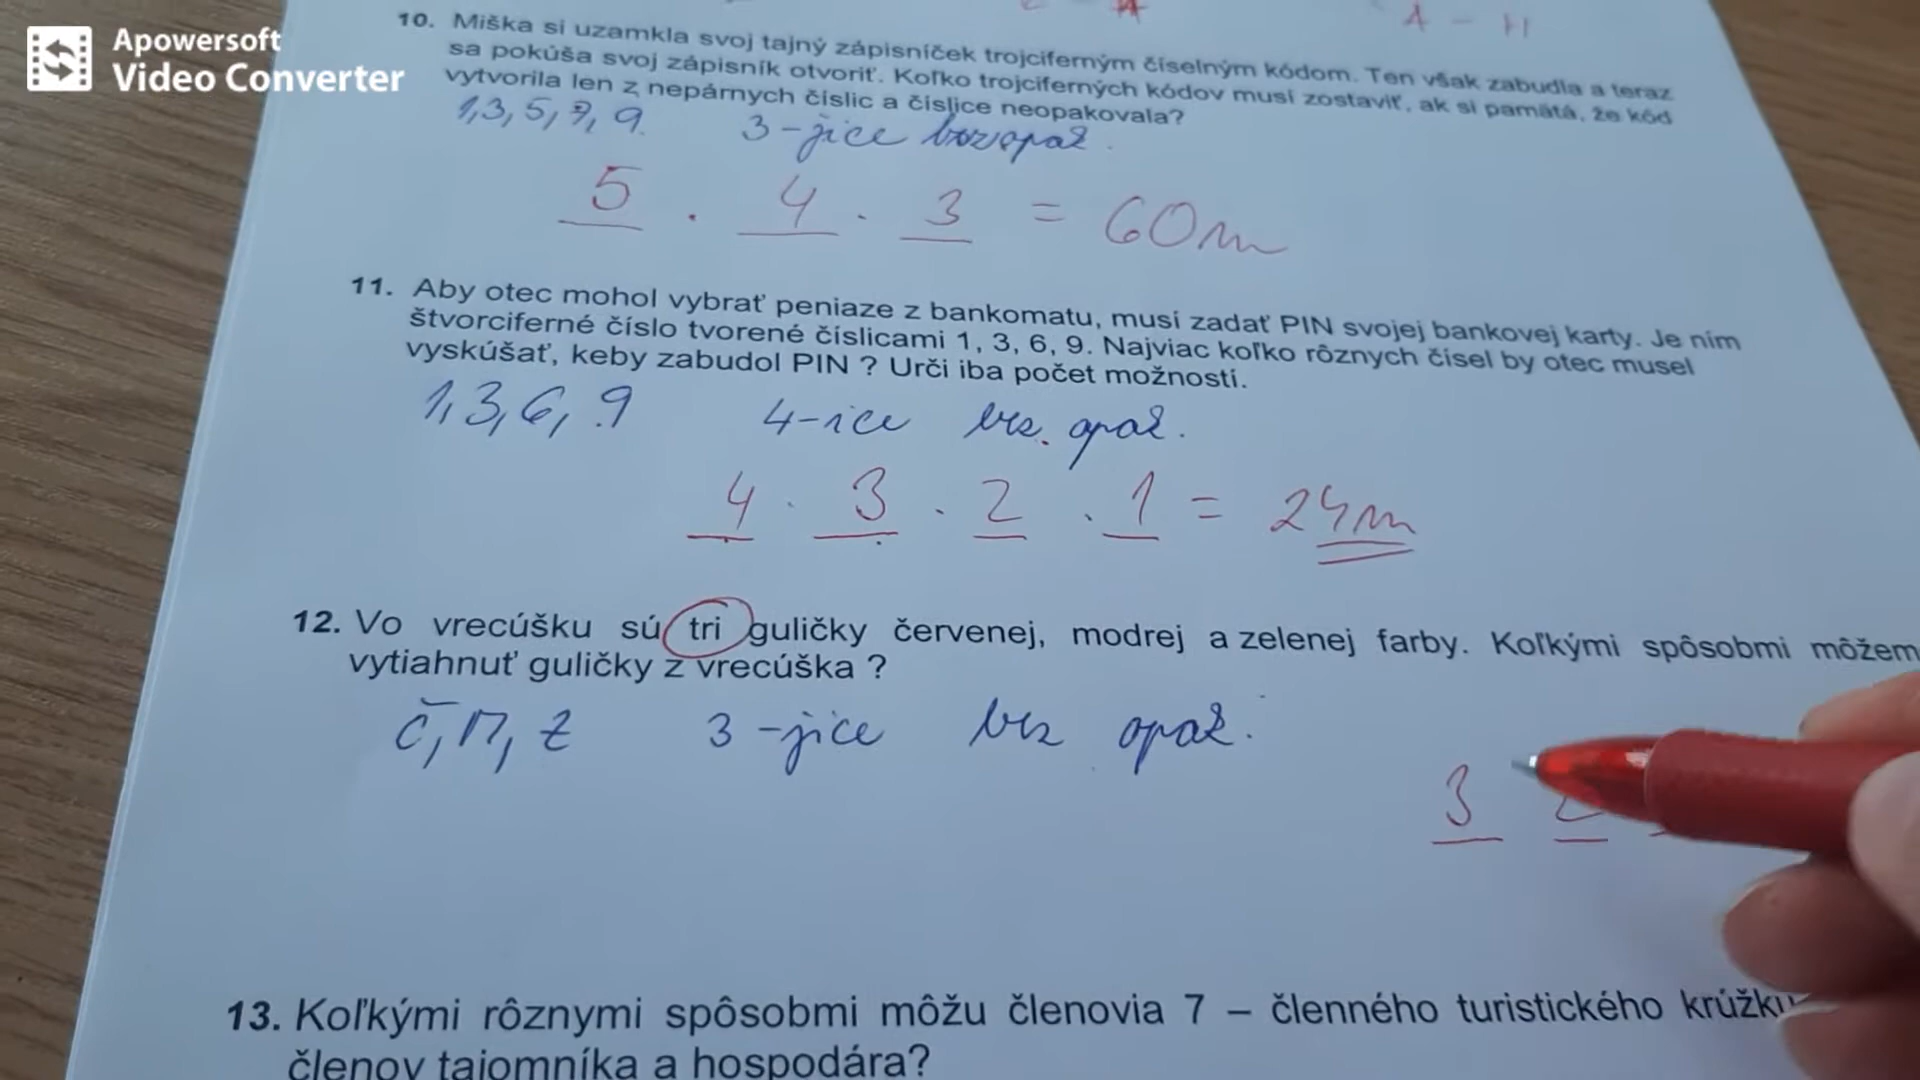 Apowersoft
Video Converter
10. Miška si uzamkla svoj tajný zápisníček trojciferným číselným kódom. Ten však zabudla a teraz
sa pokúša svoj zápisník otvoriť. Koľko trojciferných kódov musí zostaviť, ak si pamätá, že kód
vytvorila len z nepárnych číslic a číslice neopakovala?
1, 3, 5, 7, 9. 3-jice bez opak.
5 . 4 . 3 = 60 m
11. Aby otec mohol vybrať peniaze z bankomatu, musí zadať PIN svojej bankovej karty. Je ním
štvorciferné číslo tvorené číslicami 1, 3, 6, 9. Najviac koľko rôznych čísel by otec musel
vyskúšať, keby zabudol PIN ? Urči iba počet možností.
1, 3, 6, 9 4-ice bez. opak.
4 . 3 . 2 . 1 = 24 m
12. Vo vrecúšku sú tri guličky červenej, modrej a zelenej farby. Koľkými spôsobmi môžem
vytiahnuť guličky z vrecúška ?
Č, M, Z 3-jice bez opak.
3 2
13. Koľkými rôznymi spôsobmi môžu členovia 7 – členného turistického krúžku
členov tajomníka a hospodára?